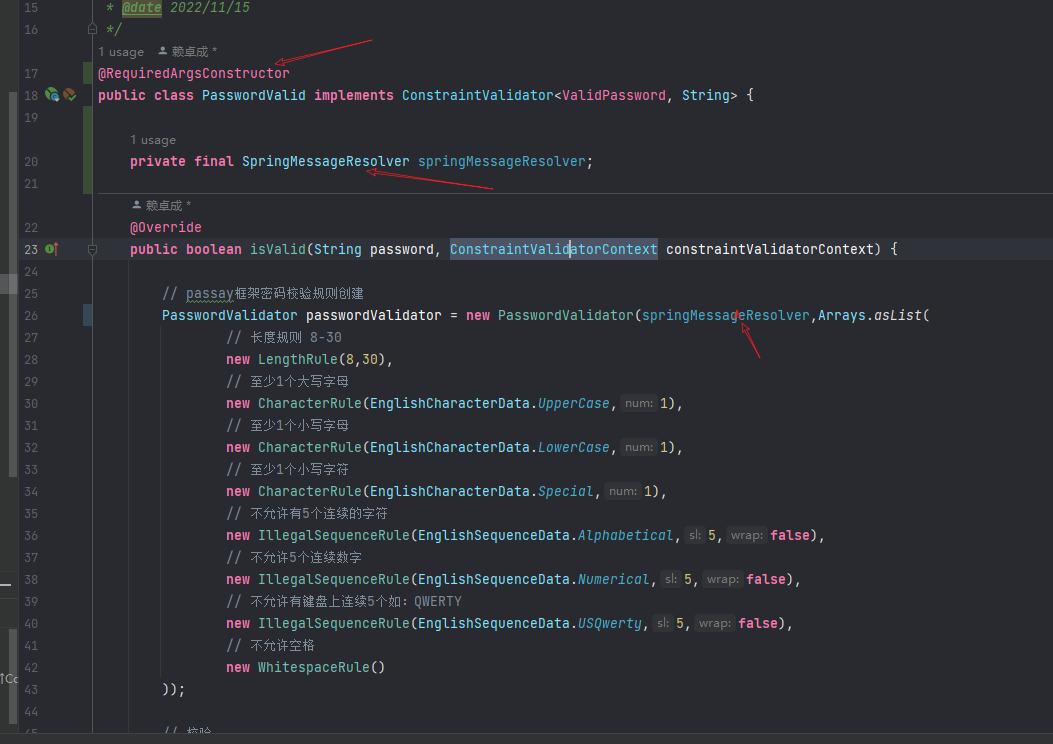 15 * @date 2022/11/15
16 */
1 usage 赖卓成 *
17 @RequiredArgsConstructor
18 public class PasswordValid implements ConstraintValidator<ValidPassword, String> {
19
1 usage
20 private final SpringMessageResolver springMessageResolver;
21
赖卓成 *
22 @Override
23 public boolean isValid(String password, ConstraintValidatorContext constraintValidatorContext) {
24
25 // passay框架密码校验规则创建
26 PasswordValidator passwordValidator = new PasswordValidator(springMessageResolver,Arrays.asList(
27 // 长度规则 8-30
28 new LengthRule(8,30),
29 // 至少1个大写字母
30 new CharacterRule(EnglishCharacterData.UpperCase, num: 1),
31 // 至少1个小写字母
32 new CharacterRule(EnglishCharacterData.LowerCase, num: 1),
33 // 至少1个小写字符
34 new CharacterRule(EnglishCharacterData.Special, num: 1),
35 // 不允许有5个连续的字符
36 new IllegalSequenceRule(EnglishSequenceData.Alphabetical, sl: 5, wrap: false),
37 // 不允许5个连续数字
38 new IllegalSequenceRule(EnglishSequenceData.Numerical, sl: 5, wrap: false),
39 // 不允许有键盘上连续5个如：QWERTY
40 new IllegalSequenceRule(EnglishSequenceData.USQwerty, sl: 5, wrap: false),
41 // 不允许空格
42 new WhitespaceRule()
43 ));
44
45 // 校验